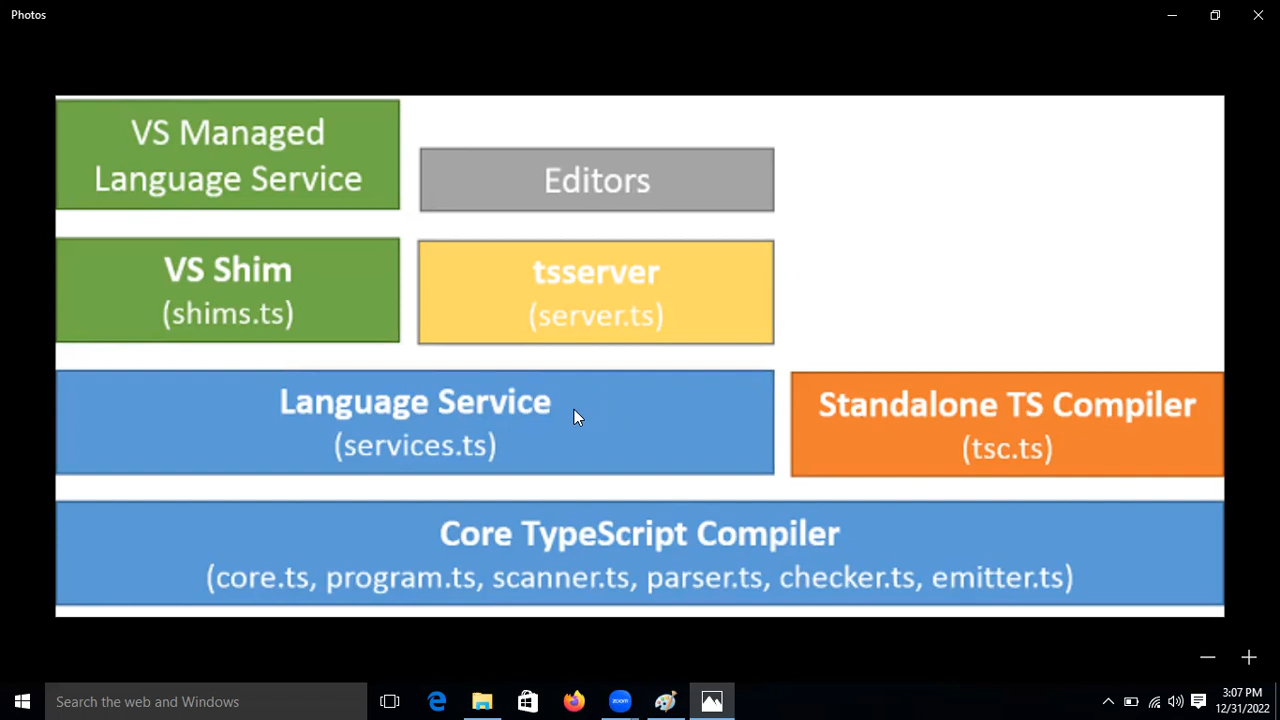 Photos
VS Managed
Language Service
Editors
VS Shim
(shims.ts)
tsserver
(server.ts)
Language Service
(services.ts)
Standalone TS Compiler
(tsc.ts)
Core TypeScript Compiler
(core.ts, program.ts, scanner.ts, parser.ts, checker.ts, emitter.ts)
Search the web and Windows
zoom
3:07 PM
12/31/2022